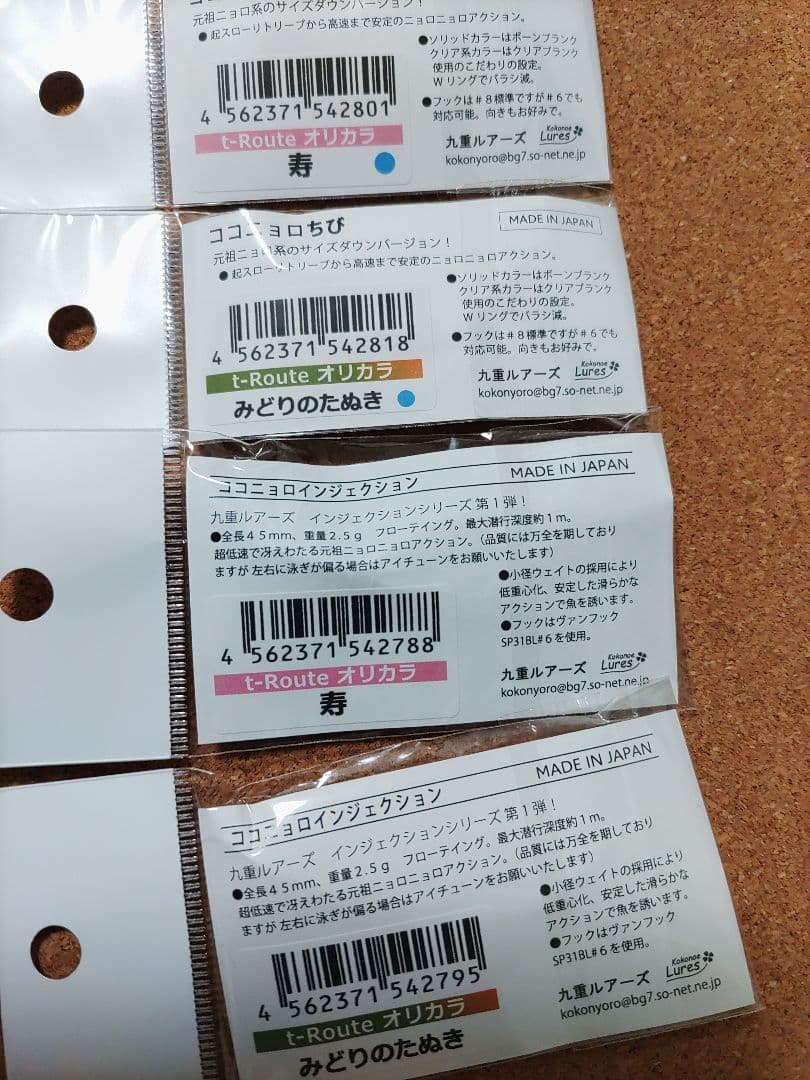 元祖ニョロ系のサイズダウンバージョン！
●起スローリトリーブから高速まで安定のニョロニョロアクション。
●ソリッドカラーはボーンブランク
クリア系カラーはクリアブランク
使用のこだわりの設定。
Wリングでバラシ減。
●フックは＃８標準ですが＃６でも
対応可能。向きもお好みで。
4 562371 542801
t-Route オリカラ
寿
九重ルアーズ
Kokonoe
Lures
kokonyoro@bg7.so-net.ne.jp
ココニョロちび
MADE IN JAPAN
元祖ニョロ系のサイズダウンバージョン！
●起スローリトリーブから高速まで安定のニョロニョロアクション。
●ソリッドカラーはボーンブランク
クリア系カラーはクリアブランク
使用のこだわりの設定。
Wリングでバラシ減。
●フックは＃８標準ですが＃６でも
対応可能。向きもお好みで。
4 562371 542818
t-Route オリカラ
みどりのたぬき
九重ルアーズ
Kokonoe
Lures
kokonyoro@bg7.so-net.ne.jp
ココニョロインジェクション
MADE IN JAPAN
九重ルアーズ　インジェクションシリーズ第１弾！
●全長４５mm、重量２.５ｇ　フローテイング。最大潜行深度約１ｍ。
超低速で冴えわたる元祖ニョロニョロアクション。（品質には万全を期しており
ますが 左右に泳ぎが偏る場合はアイチューンをお願いいたします）
●小径ウェイトの採用により
低重心化、安定した滑らかな
アクションで魚を誘います。
●フックはヴァンフック
SP31BL#６を使用。
4 562371 542788
t-Route オリカラ
寿
九重ルアーズ
Kokonoe
Lures
kokonyoro@bg7.so-net.ne.jp
ココニョロインジェクション
MADE IN JAPAN
九重ルアーズ　インジェクションシリーズ第１弾！
●全長４５mm、重量２.５ｇ　フローテイング。最大潜行深度約１ｍ。
超低速で冴えわたる元祖ニョロニョロアクション。（品質には万全を期しており
ますが 左右に泳ぎが偏る場合はアイチューンをお願いいたします）
●小径ウェイトの採用により
低重心化、安定した滑らかな
アクションで魚を誘います。
●フックはヴァンフック
SP31BL#６を使用。
4 562371 542795
t-Route オリカラ
みどりのたぬき
九重ルアーズ
Kokonoe
Lures
kokonyoro@bg7.so-net.ne.jp